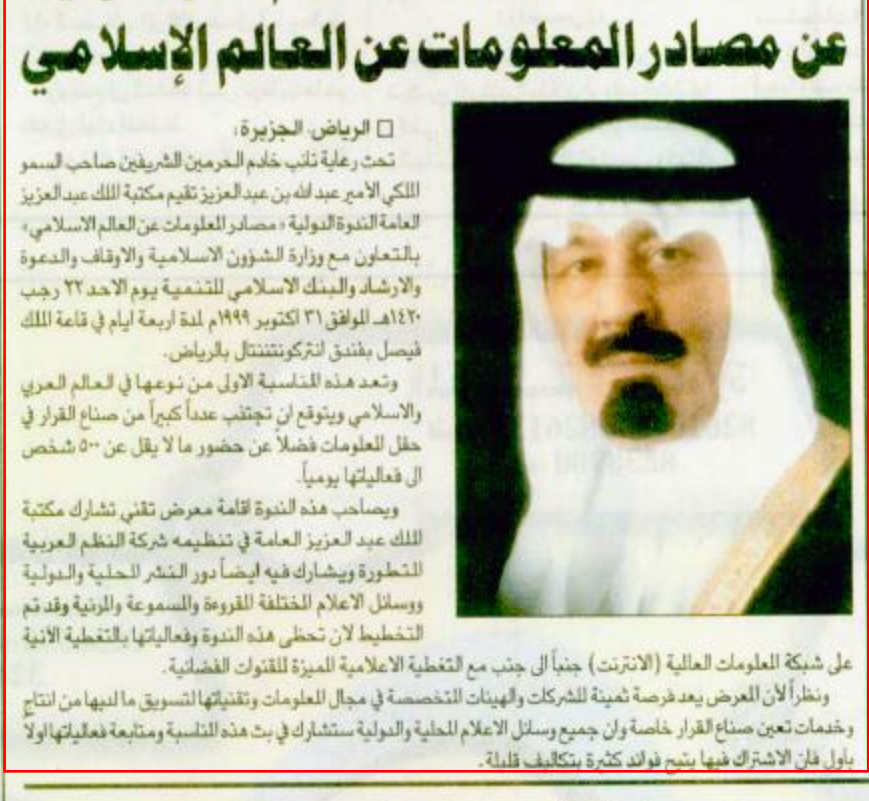 عن مصادر المعلومات عن العالم الإسلامي
□ الرياض. الجزيرة:
تحت رعاية نائب خادم الحرمين الشريفين صاحب السمو
الملكي الأمير عبد الله بن عبد العزيز تقيم مكتبة الملك عبد العزيز
العامة الندوة الدولية «مصادر المعلومات عن العالم الاسلامي»
بالتعاون مع وزارة الشؤون الاسلامية والاوقاف والدعوة
والارشاد والبنك الاسلامي للتنمية يوم الاحد ٢٢ رجب
١٤٢٠هـ الموافق ٣١ اكتوبر ١٩٩٩م لمدة اربعة ايام في قاعة الملك
فيصل بفندق انتركونتننتال بالرياض.
وتعد هذه المناسبة الاولى من نوعها في العالم العربي
والاسلامي ويتوقع ان تجتذب عدداً كبيراً من صناع القرار في
حقل المعلومات فضلاً عن حضور ما لا يقل عن ٥٠٠ شخص
الى فعالياتها يومياً.
ويصاحب هذه الندوة اقامة معرض تقني تشارك مكتبة
الملك عبد العزيز العامة في تنظيمه شركة النظم العربية
المتطورة ويشارك فيه ايضاً دور النشر المحلية والدولية
ووسائل الاعلام المختلفة المقروءة والمسموعة والمرئية وقد تم
التخطيط لان تحظى هذه الندوة وفعالياتها بالتغطية الآنية
على شبكة المعلومات العالية (الانترنت) جنباً الى جنب مع التغطية الاعلامية المميزة للقنوات الفضائية.
ونظراً لأن المعرض يعد فرصة ثمينة للشركات والهيئات المتخصصة في مجال المعلومات وتقنياتها لتسويق ما لديها من انتاج
وخدمات تعين صناع القرار خاصة وان جميع وسائل الاعلام المحلية والدولية ستشارك في بث هذه المناسبة ومتابعة فعالياتها اولاً
بأول فان الاشتراك فيها يتيح فوائد كثيرة بتكاليف قليلة.